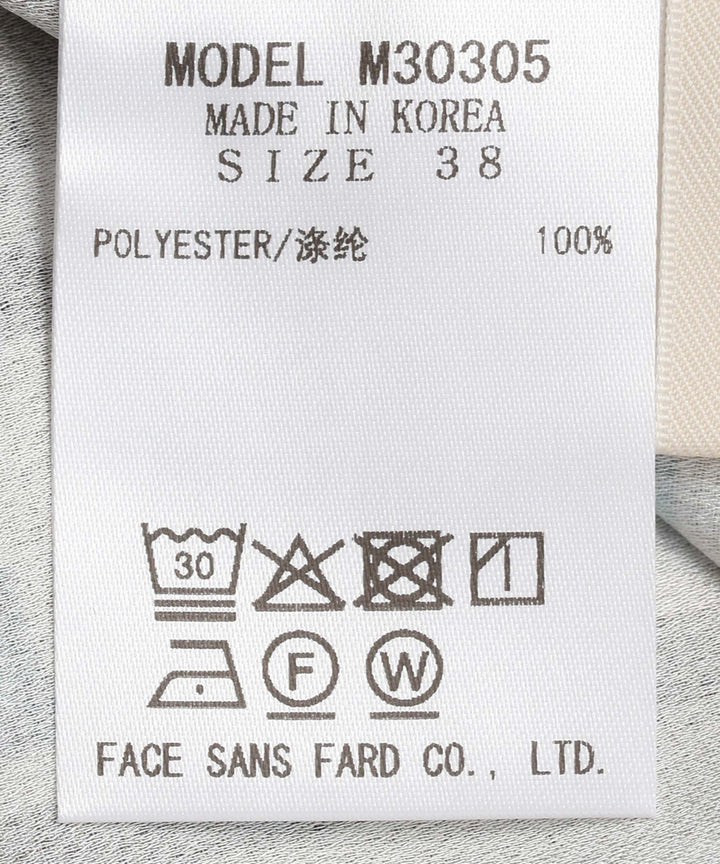 MODEL M30305
MADE IN KOREA
SIZE 38
POLYESTER/涤纶 100%
30
F W
FACE SANS FARD CO., LTD.